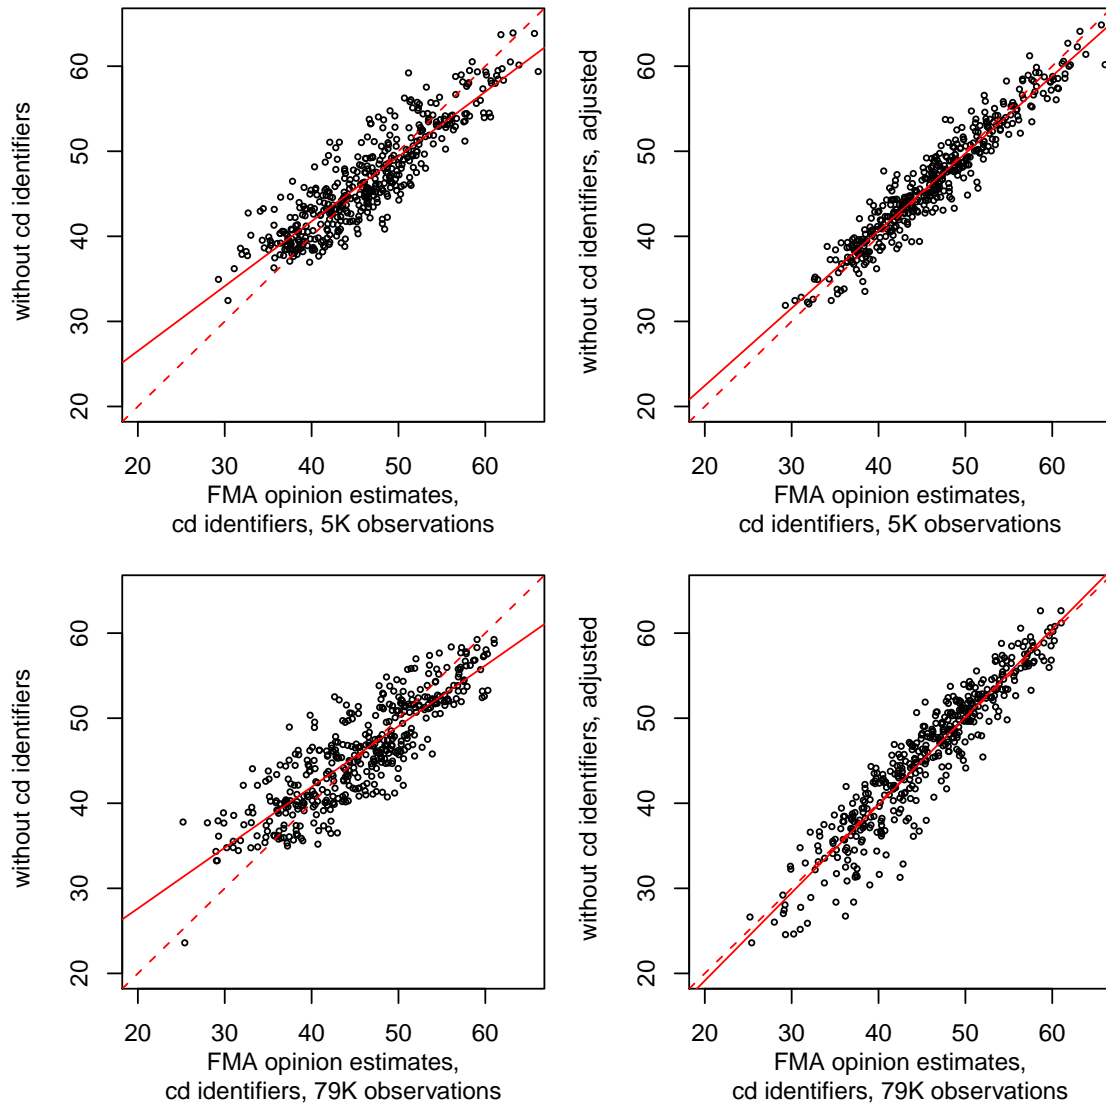 without cd identifiers
60
50
40
30
20
20 30 40 50 60
FMA opinion estimates,
cd identifiers, 5K observations
without cd identifiers, adjusted
60
50
40
30
20
20 30 40 50 60
FMA opinion estimates,
cd identifiers, 5K observations
without cd identifiers
60
50
40
30
20
20 30 40 50 60
FMA opinion estimates,
cd identifiers, 79K observations
without cd identifiers, adjusted
60
50
40
30
20
20 30 40 50 60
FMA opinion estimates,
cd identifiers, 79K observations